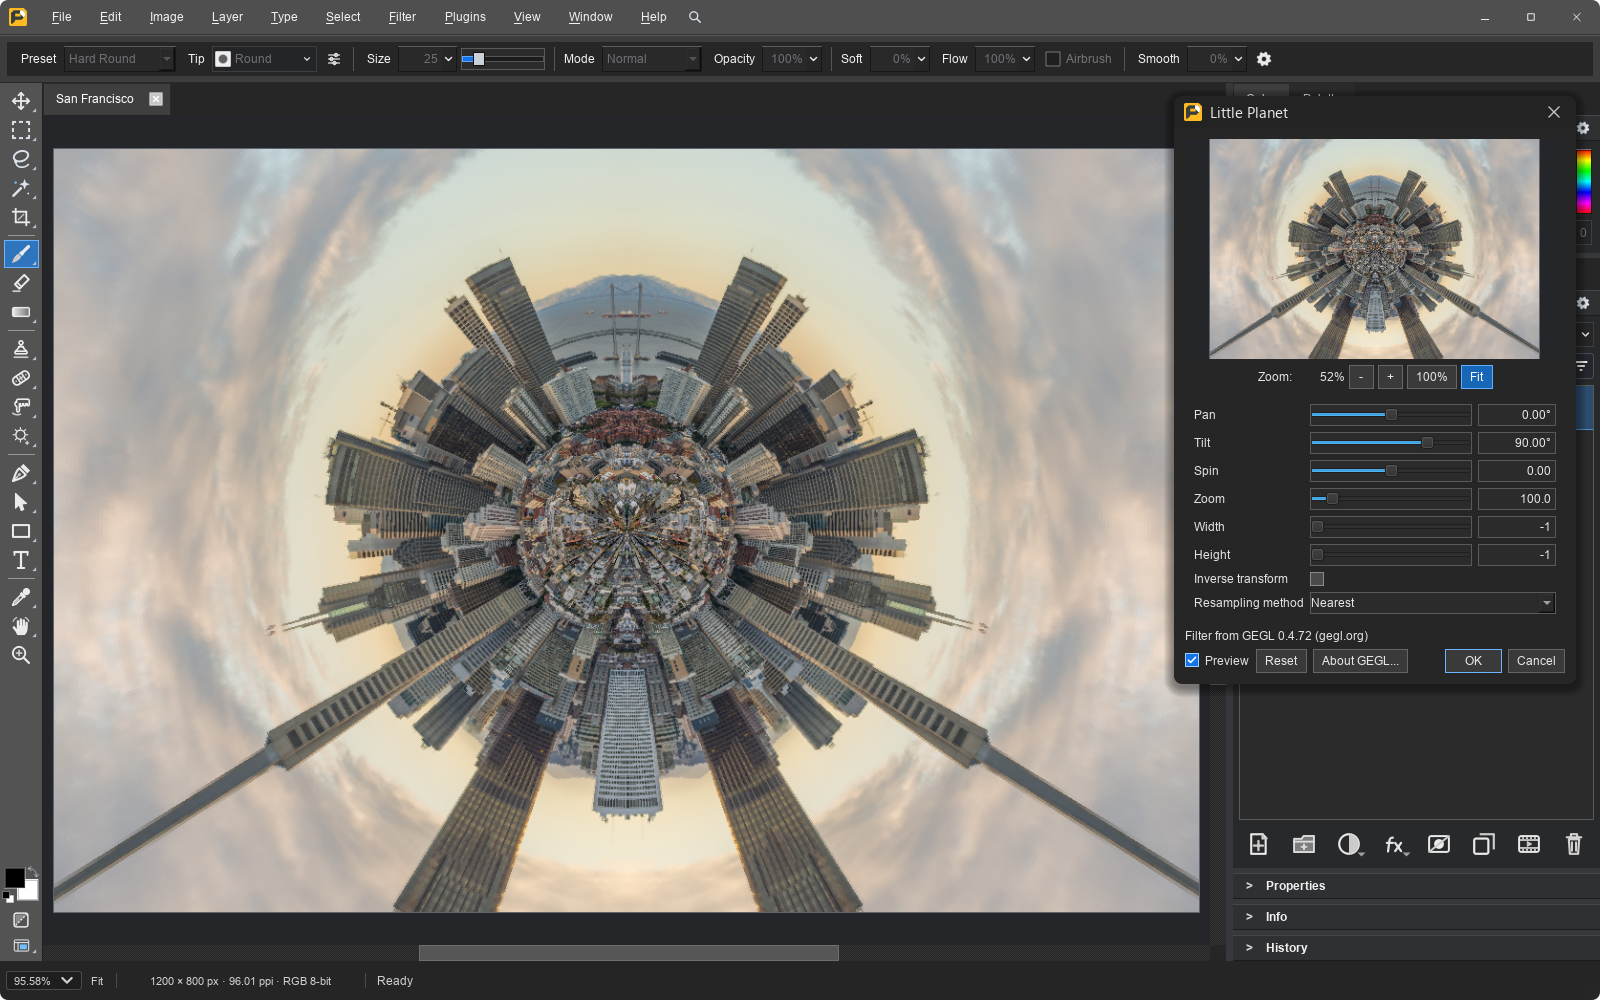 File Edit Image Layer Type Select Filter Plugins View Window Help
Preset Hard Round Tip Round Size 25 Mode Normal Opacity 100% Soft 0% Flow 100% Airbrush Smooth 0%
San Francisco
Little Planet
0
Zoom: 52% - + 100% Fit
Pan 0.00°
Tilt 90.00°
Spin 0.00
Zoom 100.0
Width -1
Height -1
Inverse transform
Resampling method Nearest
Filter from GEGL 0.4.72 (gegl.org)
Preview Reset About GEGL... OK Cancel
T
fx
> Properties
> Info
> History
95.58% Fit 1200 × 800 px · 96.01 ppi · RGB 8-bit Ready